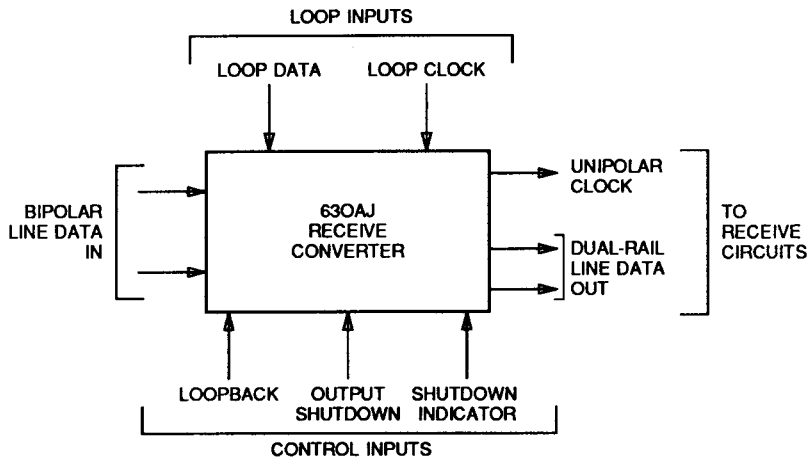 LOOP INPUTS
LOOP DATA
LOOP CLOCK
BIPOLAR
LINE DATA
IN
630AJ
RECEIVE
CONVERTER
UNIPOLAR
CLOCK
DUAL-RAIL
LINE DATA
OUT
TO
RECEIVE
CIRCUITS
LOOPBACK
OUTPUT
SHUTDOWN
SHUTDOWN
INDICATOR
CONTROL INPUTS